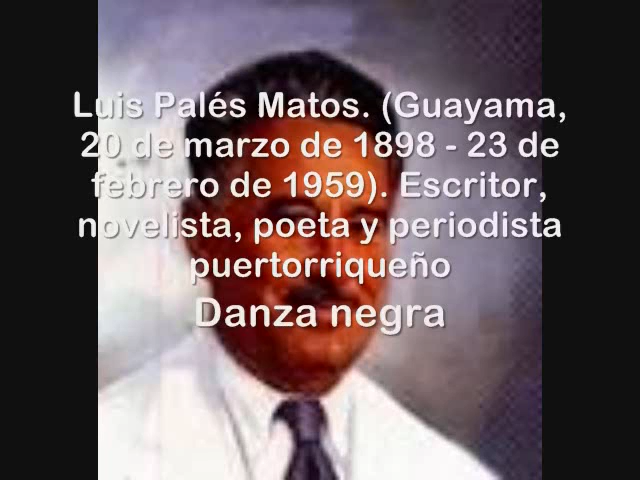 Luis Palés Matos. (Guayama,
20 de marzo de 1898 - 23 de
febrero de 1959). Escritor,
novelista, poeta y periodista
puertorriqueño
Danza negra